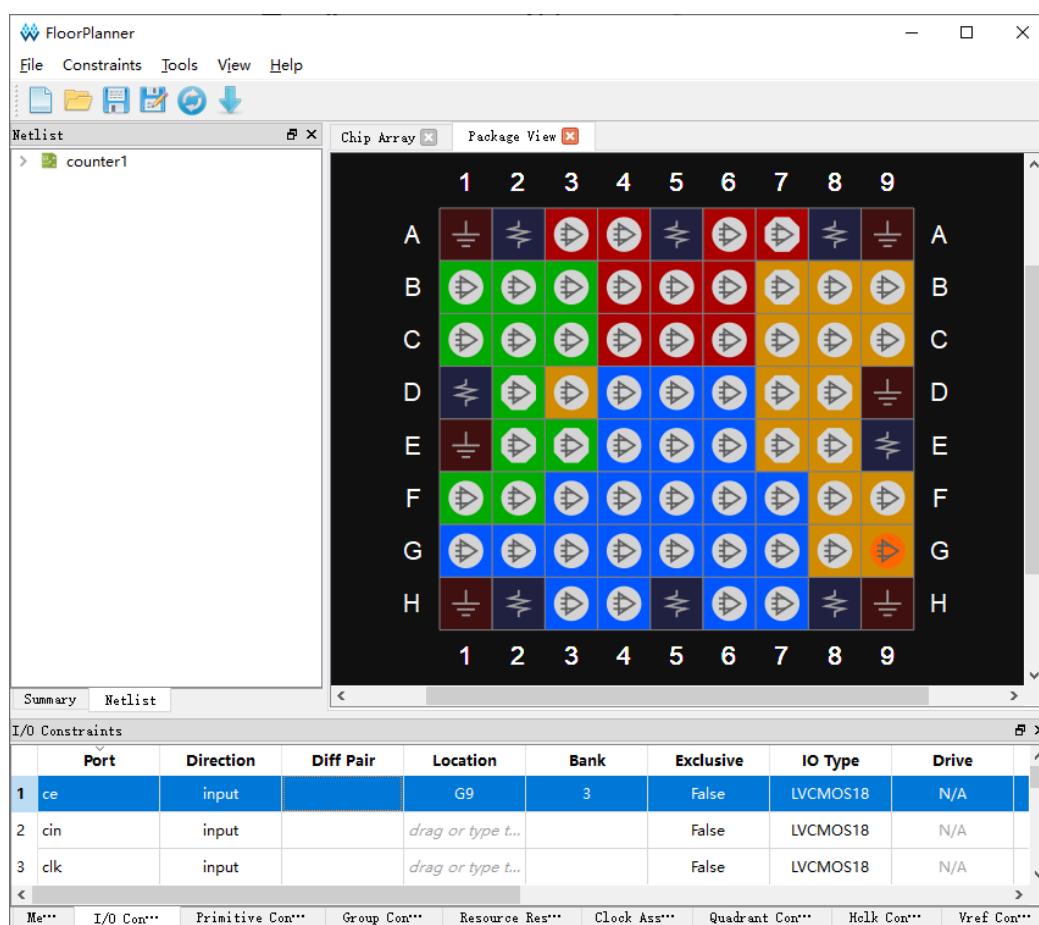 FloorPlanner
File Constraints Tools View Help
Netlist
Chip Array Package View
counter1
1 2 3 4 5 6 7 8 9
A A
B B
C C
D D
E E
F F
G G
H H
1 2 3 4 5 6 7 8 9
Summary Netlist
I/O Constraints
Port Direction Diff Pair Location Bank Exclusive IO Type Drive
1 ce input G9 3 False LVCMOS18 N/A
2 cin input drag or type t... False LVCMOS18 N/A
3 clk input drag or type t... False LVCMOS18 N/A
Me··· I/O Con··· Primitive Con··· Group Con··· Resource Res··· Clock Ass··· Quadrant Con··· Hclk Con··· Vref Con···